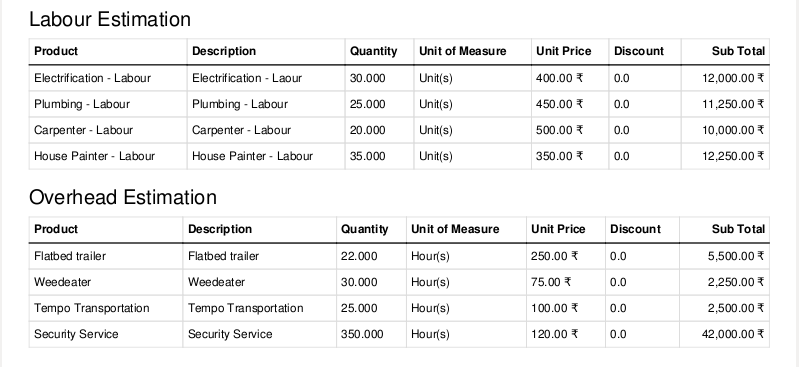 Labour Estimation
Product Description Quantity Unit of Measure Unit Price Discount Sub Total
Electrification - Labour Electrification - Laour 30.000 Unit(s) 400.00 ₹ 0.0 12,000.00 ₹
Plumbing - Labour Plumbing - Labour 25.000 Unit(s) 450.00 ₹ 0.0 11,250.00 ₹
Carpenter - Labour Carpenter - Labour 20.000 Unit(s) 500.00 ₹ 0.0 10,000.00 ₹
House Painter - Labour House Painter - Labour 35.000 Unit(s) 350.00 ₹ 0.0 12,250.00 ₹
Overhead Estimation
Product Description Quantity Unit of Measure Unit Price Discount Sub Total
Flatbed trailer Flatbed trailer 22.000 Hour(s) 250.00 ₹ 0.0 5,500.00 ₹
Weedeater Weedeater 30.000 Hour(s) 75.00 ₹ 0.0 2,250.00 ₹
Tempo Transportation Tempo Transportation 25.000 Hour(s) 100.00 ₹ 0.0 2,500.00 ₹
Security Service Security Service 350.000 Hour(s) 120.00 ₹ 0.0 42,000.00 ₹